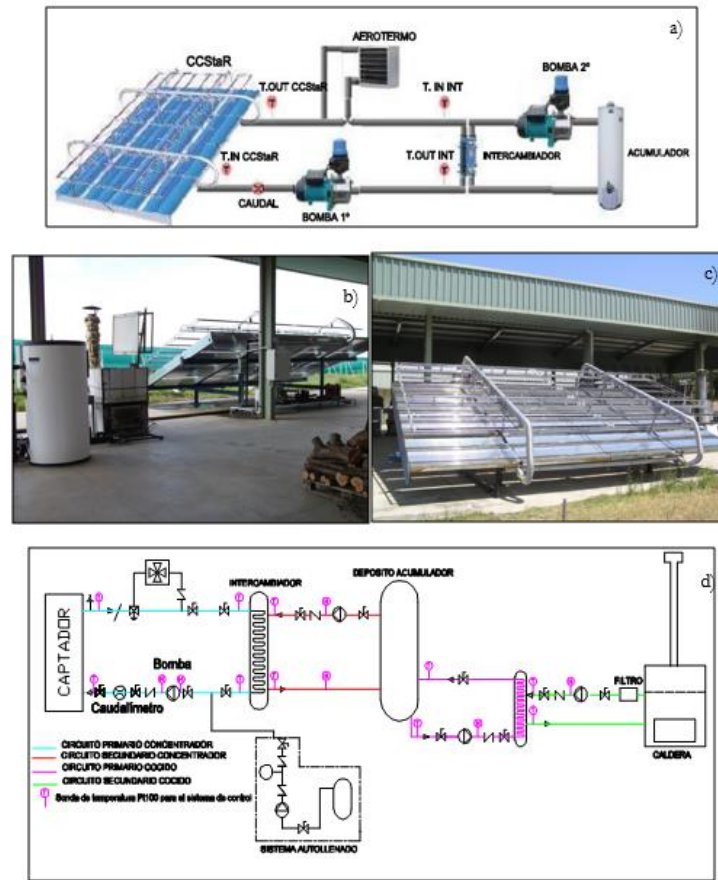 a)
AEROTERMO
CCStaR
T.OUT CCStaR
T. IN INT
BOMBA 2º
T.IN CCStaR
T.OUT INT
INTERCAMBIADOR
ACUMULADOR
CAUDAL
BOMBA 1º
b)
c)
d)
INTERCAMBIADOR
DEPOSITO ACUMULADOR
CAPTADOR
Bomba
Caudalímetro
FILTRO
CALDERA
CIRCUITO PRIMARIO CONCENTRADOR
CIRCUITO SECUNDARIO CONCENTRADOR
CIRCUITO PRIMARIO COCIDO
CIRCUITO SECUNDARIO COCIDO
Sonda de temperatura Pt100 para el sistema de control
SISTEMA AUTOLLENADO